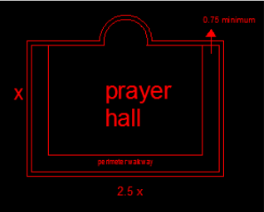 0.75 minimum
X
prayer
hall
perimeter walkway
2.5 x